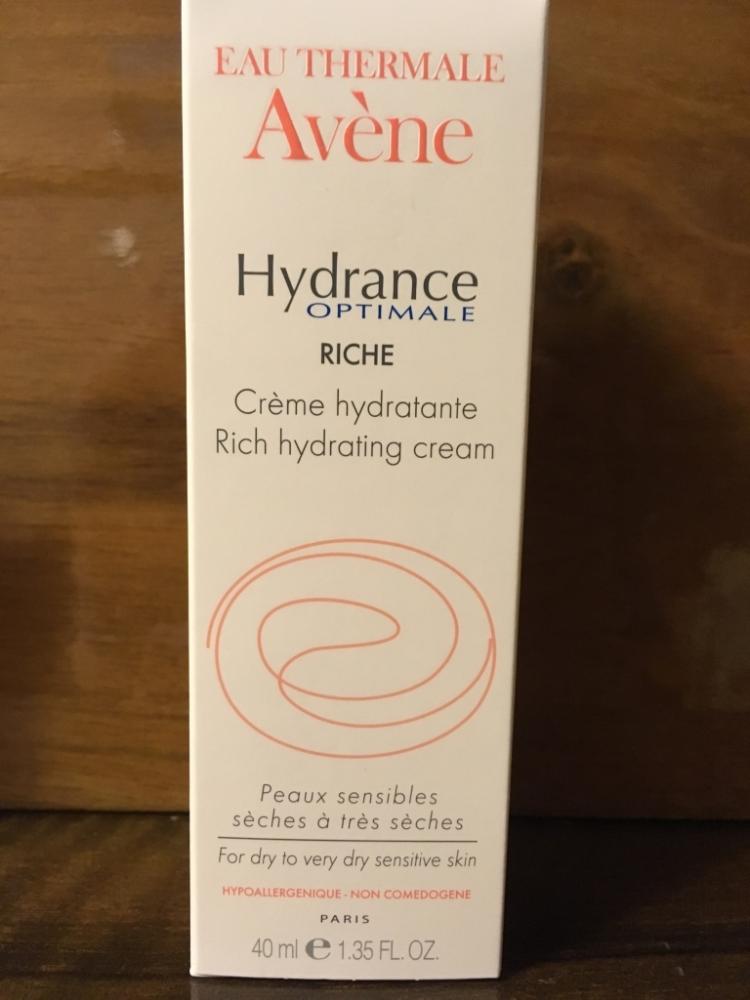 EAU THERMALE
Avène
Hydrance
OPTIMALE
RICHE
Crème hydratante
Rich hydrating cream
Peaux sensibles
sèches à très sèches
For dry to very dry sensitive skin
HYPOALLERGENIQUE - NON COMEDOGENE
PARIS
40 ml e 1.35 FL. OZ.